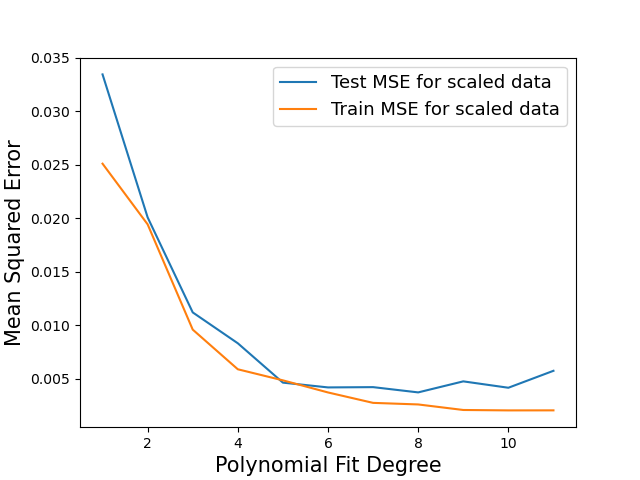 0.035
0.030
0.025
0.020
0.015
0.010
0.005
Mean Squared Error
Test MSE for scaled data
Train MSE for scaled data
2 4 6 8 10
Polynomial Fit Degree